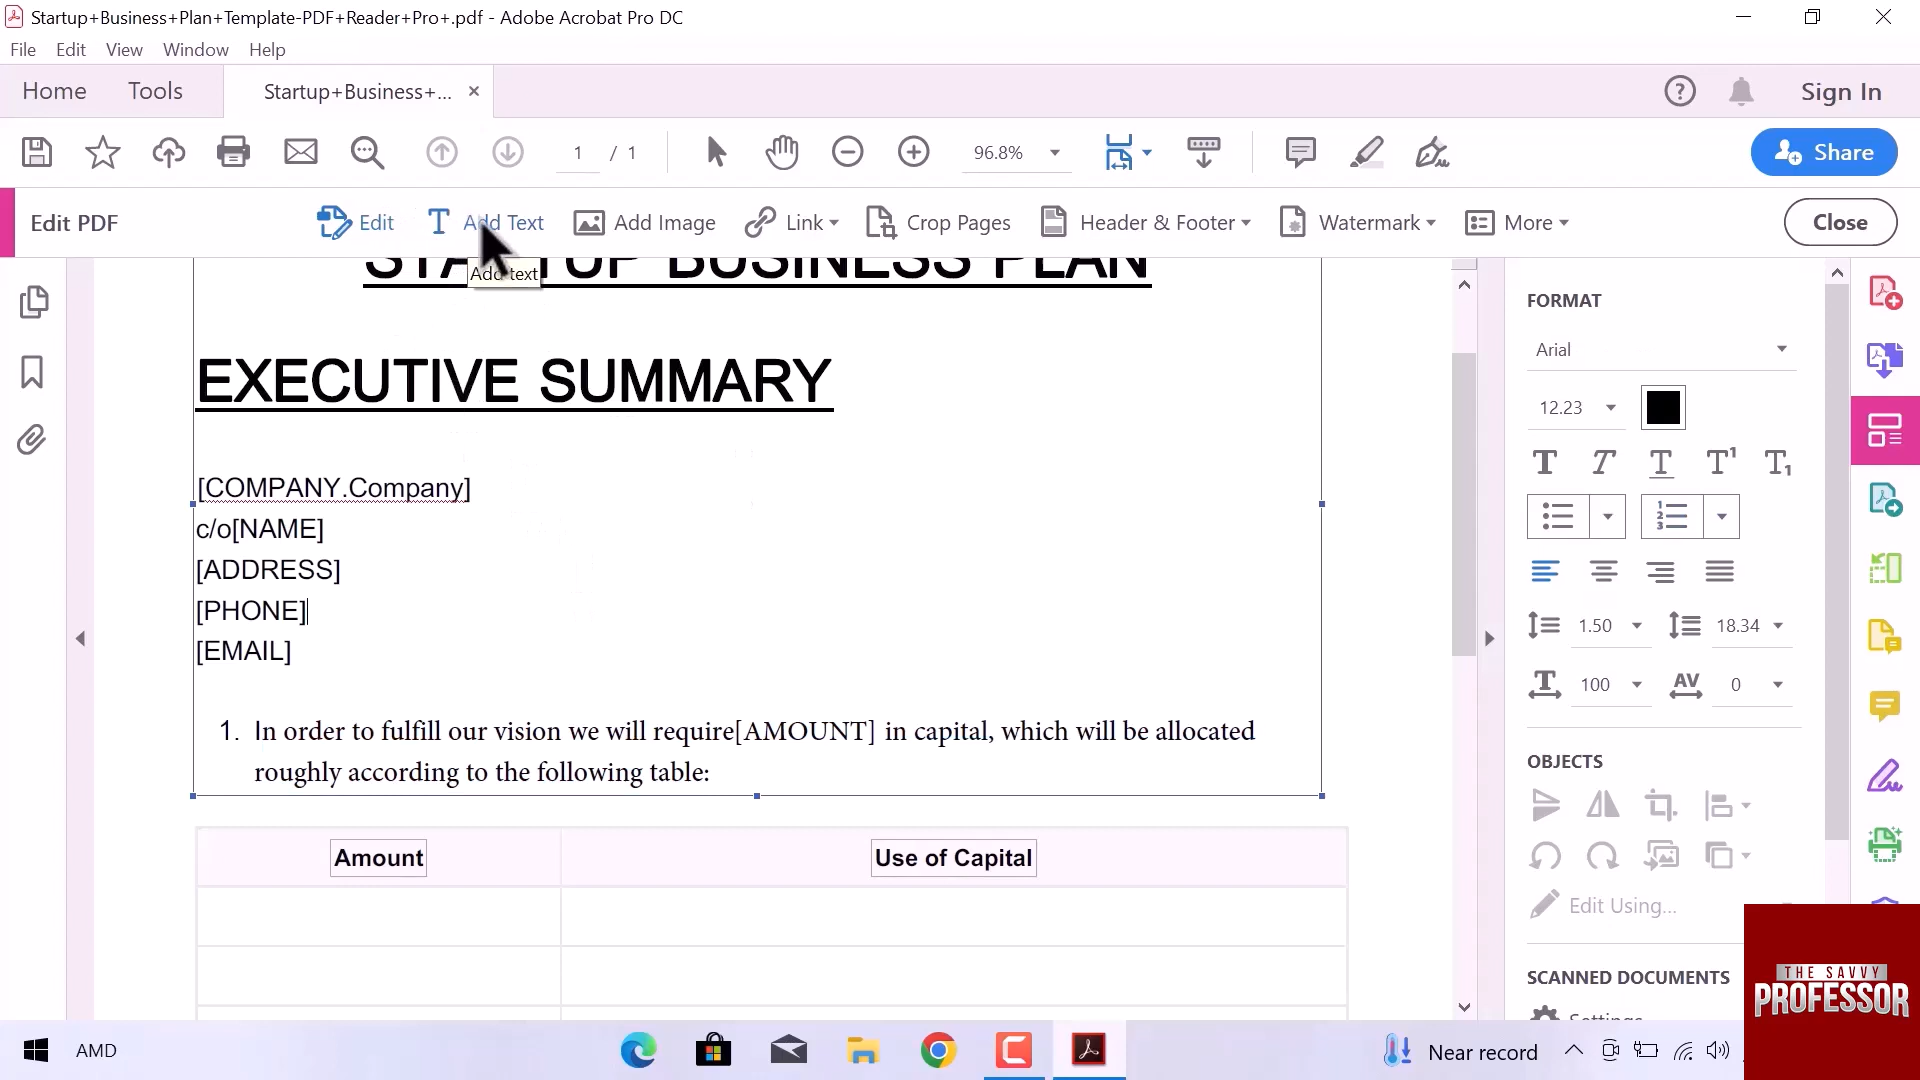 Startup+Business+Plan+Template-PDF+Reader+Pro+.pdf - Adobe Acrobat Pro DC
File Edit View Window Help
Home Tools Startup+Business+... × Sign In
1 / 1 96.8% Share
Edit PDF Edit Add Text Add Image Link Crop Pages Header & Footer Watermark More Close
Add text
STARTUP BUSINESS PLAN
EXECUTIVE SUMMARY
[COMPANY.Company]
c/o[NAME]
[ADDRESS]
[PHONE]
[EMAIL]
1. In order to fulfill our vision we will require[AMOUNT] in capital, which will be allocated
roughly according to the following table:
Amount Use of Capital
FORMAT
Arial
12.23
1.50 18.34
100 AV 0
OBJECTS
Edit Using...
SCANNED DOCUMENTS
Settings
THE SAVVY
PROFESSOR
AMD
Near record